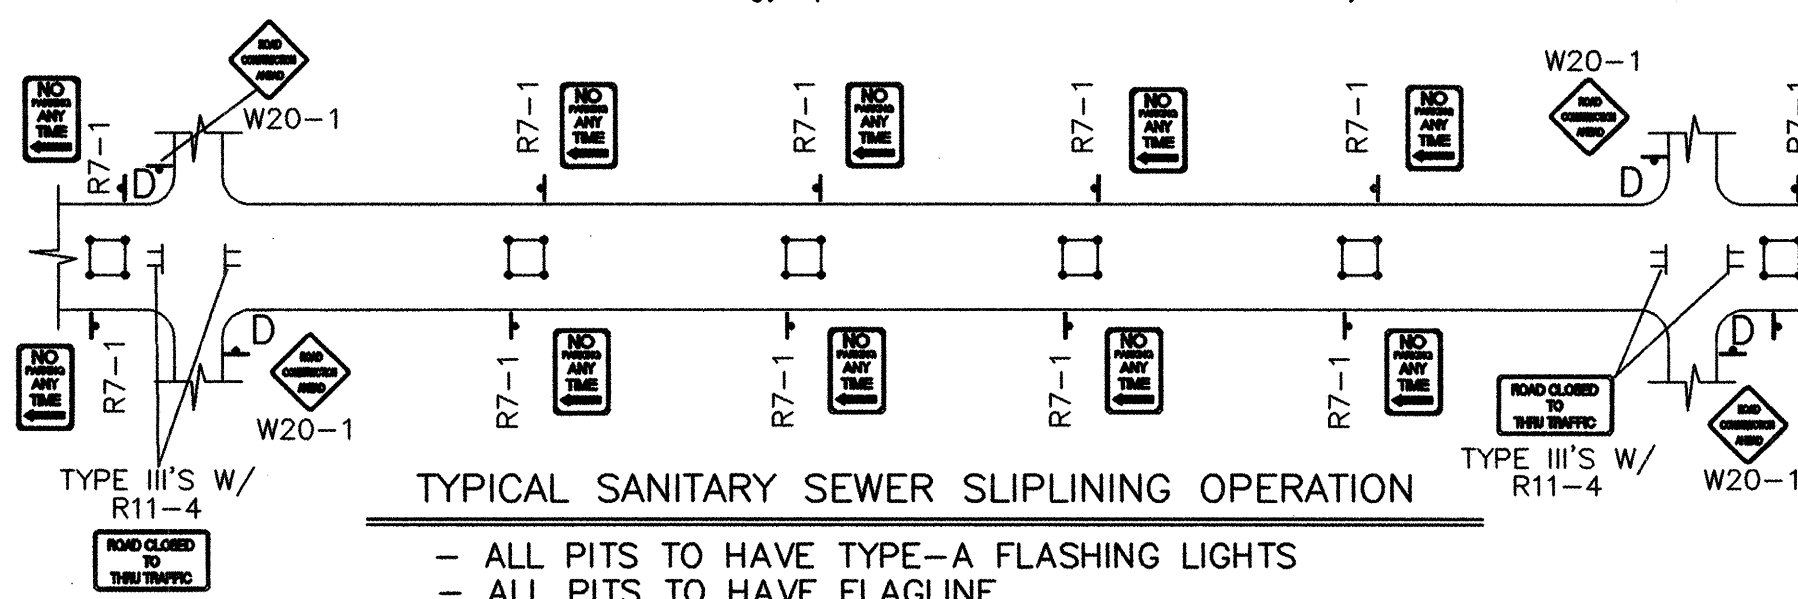 ROAD
CONSTRUCTION
AHEAD
W20-1
NO
PARKING
ANY
TIME
R7-1
D
R7-1
NO
PARKING
ANY
TIME
R7-1
NO
PARKING
ANY
TIME
R7-1
NO
PARKING
ANY
TIME
R7-1
NO
PARKING
ANY
TIME
W20-1
ROAD
CONSTRUCTION
AHEAD
D
R7-1
NO
PARKING
ANY
TIME
R7-1
D
ROAD
CONSTRUCTION
AHEAD
W20-1
R7-1
NO
PARKING
ANY
TIME
R7-1
NO
PARKING
ANY
TIME
R7-1
NO
PARKING
ANY
TIME
R7-1
NO
PARKING
ANY
TIME
ROAD CLOSED
TO
THRU TRAFFIC
TYPE III'S W/
R11-4
D
ROAD
CONSTRUCTION
AHEAD
W20-1
TYPE III'S W/
R11-4
ROAD CLOSED
TO
THRU TRAFFIC
TYPICAL SANITARY SEWER SLIPLINING OPERATION
- ALL PITS TO HAVE TYPE-A FLASHING LIGHTS
- ALL PITS TO HAVE FLAGLINE